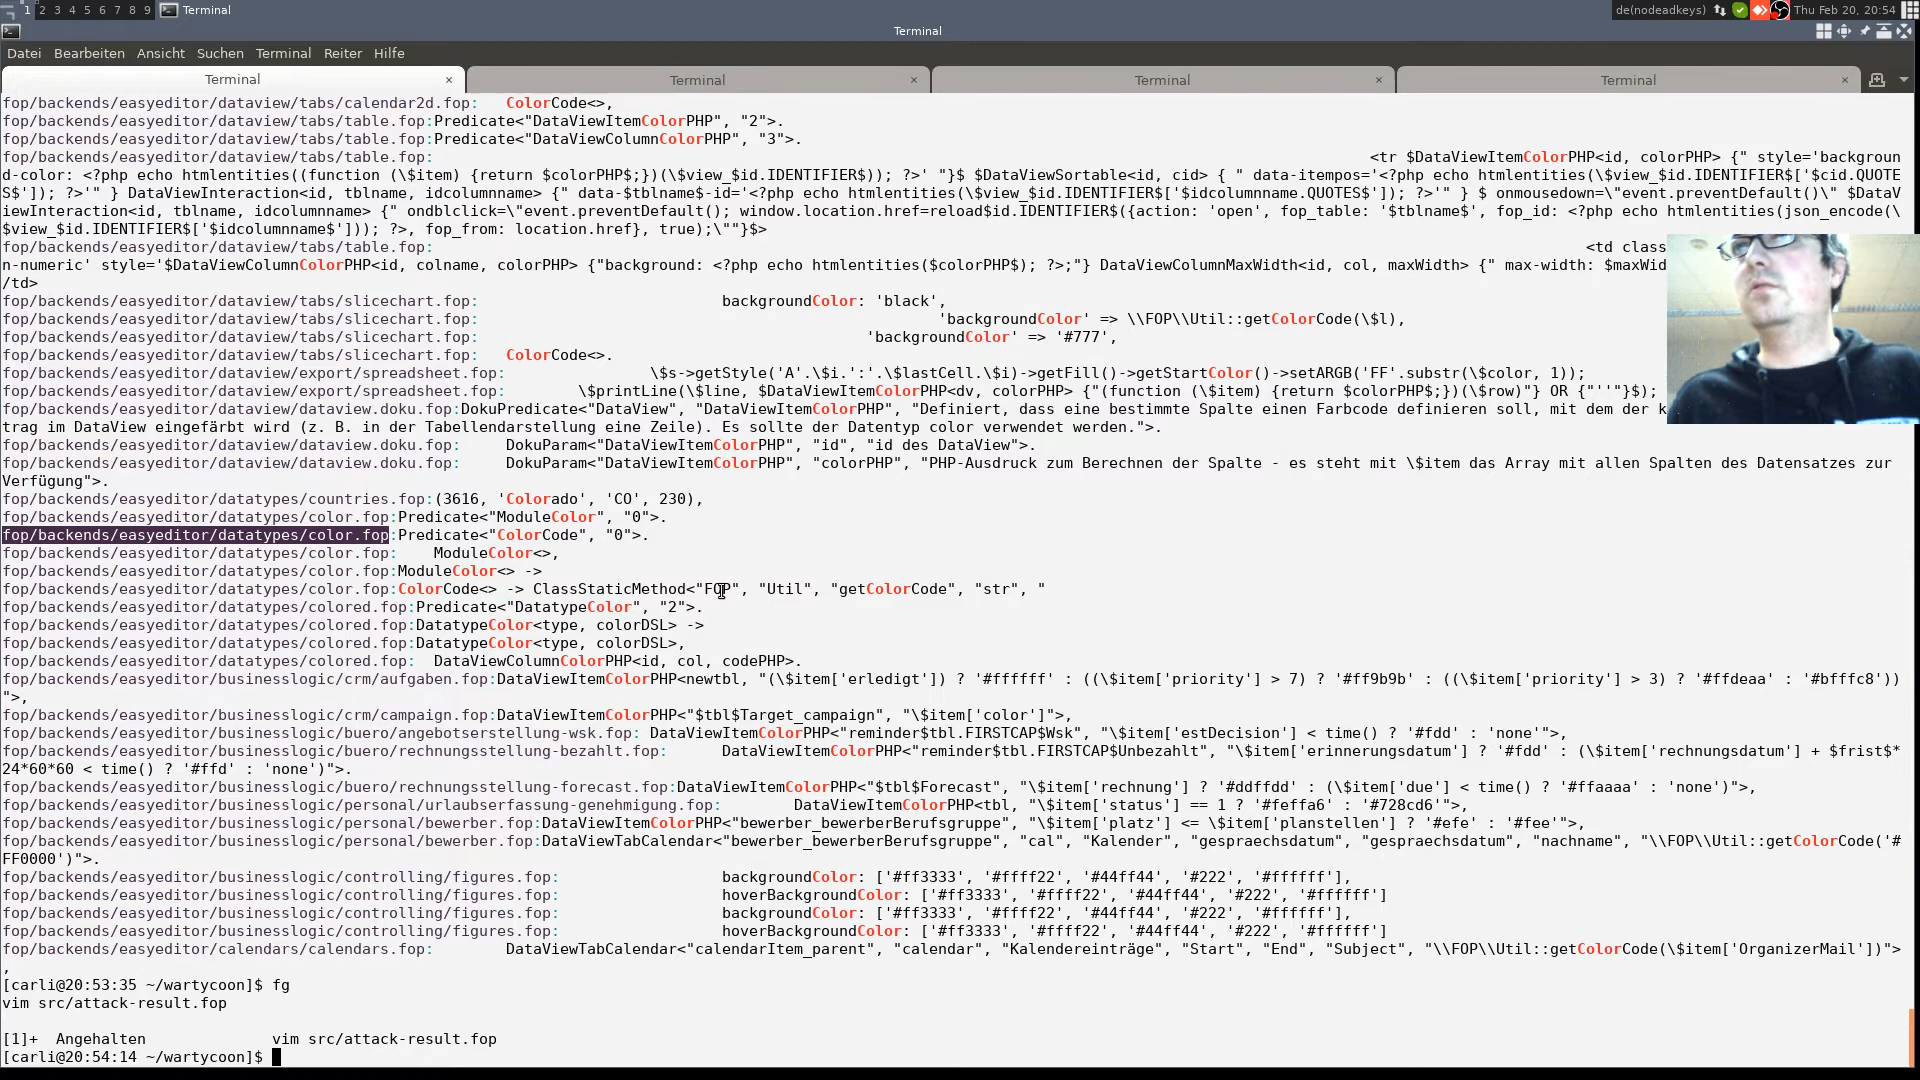 1 2 3 4 5 6 7 8 9 Terminal de(nodeadkeys) Thu Feb 20, 20:54
Terminal
Datei Bearbeiten Ansicht Suchen Terminal Reiter Hilfe
Terminal × Terminal × Terminal × Terminal ×
fop/backends/easyeditor/dataview/tabs/calendar2d.fop:   ColorCode<>,
fop/backends/easyeditor/dataview/tabs/table.fop:Predicate<"DataViewItemColorPHP", "2">.
fop/backends/easyeditor/dataview/tabs/table.fop:Predicate<"DataViewColumnColorPHP", "3">.
fop/backends/easyeditor/dataview/tabs/table.fop: <tr $DataViewItemColorPHP<id, colorPHP> {" style='backgroun
d-color: <?php echo htmlentities((function (\$item) {return $colorPHP$;})(\$view_$id.IDENTIFIER$)); ?>' "}$ $DataViewSortable<id, cid> { " data-itempos='<?php echo htmlentities(\$view_$id.IDENTIFIER$['$cid.QUOTE
S$']); ?>'" } DataViewInteraction<id, tblname, idcolumnname> {" data-$tblname$-id='<?php echo htmlentities(\$view_$id.IDENTIFIER$['$idcolumnname.QUOTES$']); ?>'" } $ onmousedown=\"event.preventDefault()\" $DataV
iewInteraction<id, tblname, idcolumnname> {" ondblclick=\"event.preventDefault(); window.location.href=reload$id.IDENTIFIER$({action: 'open', fop_table: '$tblname$', fop_id: <?php echo htmlentities(json_encode(\
$view_$id.IDENTIFIER$['$idcolumnname$'])); ?>, fop_from: location.href}, true);\""}$>
fop/backends/easyeditor/dataview/tabs/table.fop: <td class
n-numeric' style='$DataViewColumnColorPHP<id, colname, colorPHP> {"background: <?php echo htmlentities($colorPHP$); ?>;"} DataViewColumnMaxWidth<id, col, maxWidth> {" max-width: $maxWid
/td>
fop/backends/easyeditor/dataview/tabs/slicechart.fop: backgroundColor: 'black',
fop/backends/easyeditor/dataview/tabs/slicechart.fop: 'backgroundColor' => \\FOP\\Util::getColorCode(\$l),
fop/backends/easyeditor/dataview/tabs/slicechart.fop: 'backgroundColor' => '#777',
fop/backends/easyeditor/dataview/tabs/slicechart.fop:   ColorCode<>.
fop/backends/easyeditor/dataview/export/spreadsheet.fop: \$s->getStyle('A'.\$i.':'.\$lastCell.\$i)->getFill()->getStartColor()->setARGB('FF'.substr(\$color, 1));
fop/backends/easyeditor/dataview/export/spreadsheet.fop: \$printLine(\$line, $DataViewItemColorPHP<dv, colorPHP> {"(function (\$item) {return $colorPHP$;})(\$row)"} OR {"''"}$);
fop/backends/easyeditor/dataview/dataview.doku.fop:DokuPredicate<"DataView", "DataViewItemColorPHP", "Definiert, dass eine bestimmte Spalte einen Farbcode definieren soll, mit dem der k
trag im DataView eingefärbt wird (z. B. in der Tabellendarstellung eine Zeile). Es sollte der Datentyp color verwendet werden.">.
fop/backends/easyeditor/dataview/dataview.doku.fop:     DokuParam<"DataViewItemColorPHP", "id", "id des DataView">.
fop/backends/easyeditor/dataview/dataview.doku.fop:     DokuParam<"DataViewItemColorPHP", "colorPHP", "PHP-Ausdruck zum Berechnen der Spalte - es steht mit \$item das Array mit allen Spalten des Datensatzes zur
Verfügung">.
fop/backends/easyeditor/datatypes/countries.fop:(3616, 'Colorado', 'CO', 230),
fop/backends/easyeditor/datatypes/color.fop:Predicate<"ModuleColor", "0">.
fop/backends/easyeditor/datatypes/color.fop:Predicate<"ColorCode", "0">.
fop/backends/easyeditor/datatypes/color.fop:    ModuleColor<>,
fop/backends/easyeditor/datatypes/color.fop:ModuleColor<> ->
fop/backends/easyeditor/datatypes/color.fop:ColorCode<> -> ClassStaticMethod<"FOP", "Util", "getColorCode", "str", "
fop/backends/easyeditor/datatypes/colored.fop:Predicate<"DatatypeColor", "2">.
fop/backends/easyeditor/datatypes/colored.fop:DatatypeColor<type, colorDSL> ->
fop/backends/easyeditor/datatypes/colored.fop:DatatypeColor<type, colorDSL>,
fop/backends/easyeditor/datatypes/colored.fop:  DataViewColumnColorPHP<id, col, codePHP>.
fop/backends/easyeditor/businesslogic/crm/aufgaben.fop:DataViewItemColorPHP<newtbl, "(\$item['erledigt']) ? '#ffffff' : ((\$item['priority'] > 7) ? '#ff9b9b' : ((\$item['priority'] > 3) ? '#ffdeaa' : '#bfffc8'))
">,
fop/backends/easyeditor/businesslogic/crm/campaign.fop:DataViewItemColorPHP<"$tbl$Target_campaign", "\$item['color']">,
fop/backends/easyeditor/businesslogic/buero/angebotserstellung-wsk.fop: DataViewItemColorPHP<"reminder$tbl.FIRSTCAP$Wsk", "\$item['estDecision'] < time() ? '#fdd' : 'none'">,
fop/backends/easyeditor/businesslogic/buero/rechnungsstellung-bezahlt.fop:      DataViewItemColorPHP<"reminder$tbl.FIRSTCAP$Unbezahlt", "\$item['erinnerungsdatum'] ? '#fdd' : (\$item['rechnungsdatum'] + $frist$*
24*60*60 < time() ? '#ffd' : 'none')">.
fop/backends/easyeditor/businesslogic/buero/rechnungsstellung-forecast.fop:DataViewItemColorPHP<"$tbl$Forecast", "\$item['rechnung'] ? '#ddffdd' : (\$item['due'] < time() ? '#ffaaaa' : 'none')">,
fop/backends/easyeditor/businesslogic/personal/urlaubserfassung-genehmigung.fop:        DataViewItemColorPHP<tbl, "\$item['status'] == 1 ? '#feffa6' : '#728cd6'">,
fop/backends/easyeditor/businesslogic/personal/bewerber.fop:DataViewItemColorPHP<"bewerber_bewerberBerufsgruppe", "\$item['platz'] <= \$item['planstellen'] ? '#efe' : '#fee'">,
fop/backends/easyeditor/businesslogic/personal/bewerber.fop:DataViewTabCalendar<"bewerber_bewerberBerufsgruppe", "cal", "Kalender", "gespraechsdatum", "gespraechsdatum", "nachname", "\\FOP\\Util::getColorCode('#
FF0000')">.
fop/backends/easyeditor/businesslogic/controlling/figures.fop: backgroundColor: ['#ff3333', '#ffff22', '#44ff44', '#222', '#ffffff'],
fop/backends/easyeditor/businesslogic/controlling/figures.fop: hoverBackgroundColor: ['#ff3333', '#ffff22', '#44ff44', '#222', '#ffffff']
fop/backends/easyeditor/businesslogic/controlling/figures.fop: backgroundColor: ['#ff3333', '#ffff22', '#44ff44', '#222', '#ffffff'],
fop/backends/easyeditor/businesslogic/controlling/figures.fop: hoverBackgroundColor: ['#ff3333', '#ffff22', '#44ff44', '#222', '#ffffff']
fop/backends/easyeditor/calendars/calendars.fop:        DataViewTabCalendar<"calendarItem_parent", "calendar", "Kalendereinträge", "Start", "End", "Subject", "\\FOP\\Util::getColorCode(\$item['OrganizerMail'])">
,
[carli@20:53:35 ~/wartycoon]$ fg
vim src/attack-result.fop
[1]+  Angehalten              vim src/attack-result.fop
[carli@20:54:14 ~/wartycoon]$